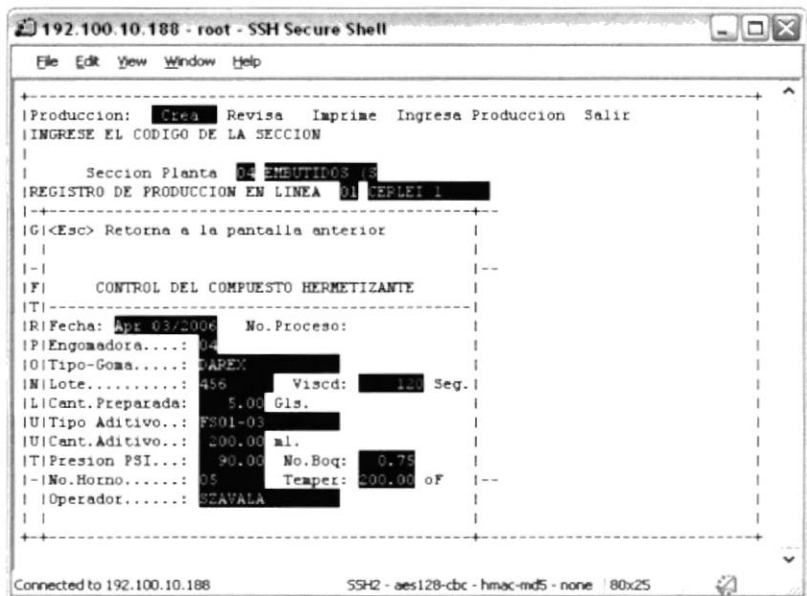 192.100.10.188 - root - SSH Secure Shell
File Edit View Window Help
Produccion: Crea Revisa Imprime Ingresa Produccion Salir
INGRESE EL CODIGO DE LA SECCION
Seccion Planta 04 EMBUTIDOS (S
REGISTRO DE PRODUCCION EN LINEA 01 CEPLEI 1
G <Esc> Retorna a la pantalla anterior
F CONTROL DEL COMPUESTO HERMETIZANTE
T
R Fecha: Apr 03/2006 No.Proceso:
P Engomadora....: 04
O Tipo-Goma.....: DAREX
N Lote..........: 456 Viscd: 120 Seg.
L Cant.Preparada: 5.00 Gls.
U Tipo Aditivo..: FS01-03
U Cant.Aditivo..: 200.00 ml.
T Presion PSI...: 90.00 No.Boq: 0.75
No.Horno......: 05 Temper: 200.00 oF
Operador......: SZAVALA
Connected to 192.100.10.188 SSH2 - aes128-cbc - hmac-md5 - none 80x25